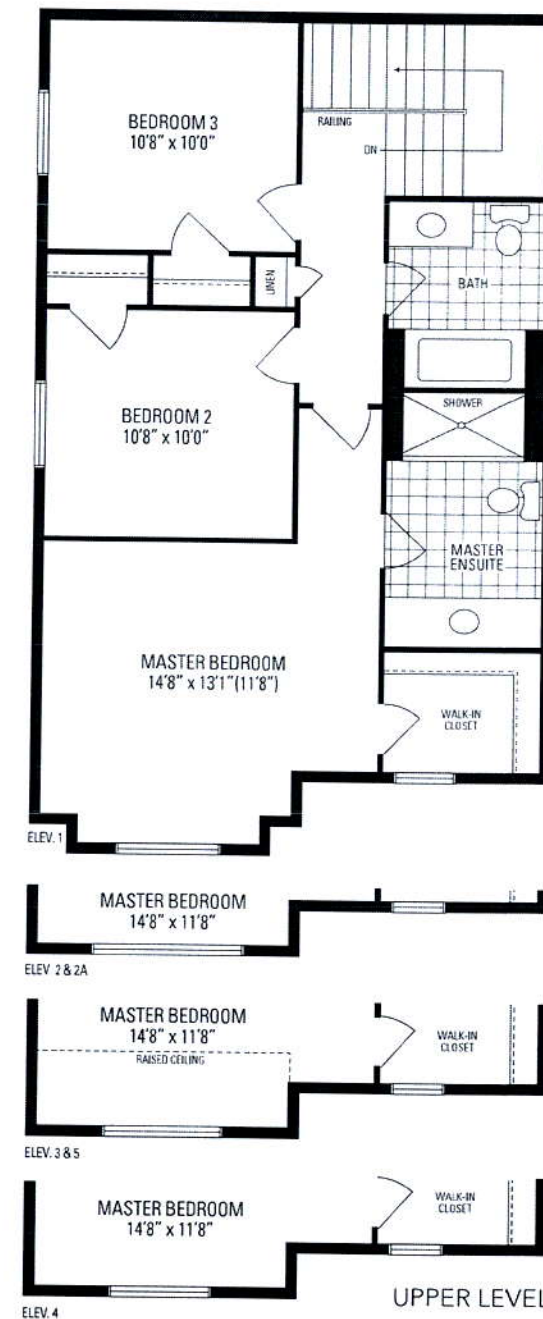 BEDROOM 3
10'8" x 10'0"
RAILING
DN
LINEN
BATH
BEDROOM 2
10'8" x 10'0"
SHOWER
MASTER
ENSUITE
MASTER BEDROOM
14'8" x 13'1"(11'8")
WALK-IN
CLOSET
ELEV. 1
MASTER BEDROOM
14'8" x 11'8"
ELEV. 2 & 2A
MASTER BEDROOM
14'8" x 11'8"
RAISED CEILING
WALK-IN
CLOSET
ELEV. 3 & 5
MASTER BEDROOM
14'8" x 11'8"
WALK-IN
CLOSET
UPPER LEVEL
ELEV. 4